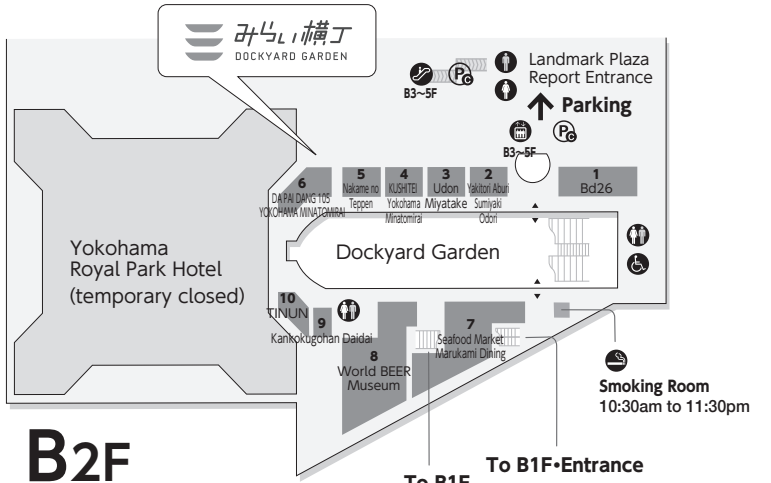 みらい横丁
DOCKYARD GARDEN
B3~5F
P C
Landmark Plaza
Report Entrance
Parking
B3~5F
P C
6
DA PAI DANG 105
YOKOHAMA MINATOMIRAI
5
Nakame no
Teppen
4
KUSHITEI
Yokohama
Minatomirai
3
Udon
Miyatake
2
Yakitori Aburi
Sumiyaki
Odori
1
Bd26
Yokohama
Royal Park Hotel
(temporary closed)
Dockyard Garden
10
TINUN
9
Kankokugohan Daidai
8
World BEER
Museum
7
Seafood Market
Marukami Dining
Smoking Room
10:30am to 11:30pm
B2F
To B1F
To B1F•Entrance